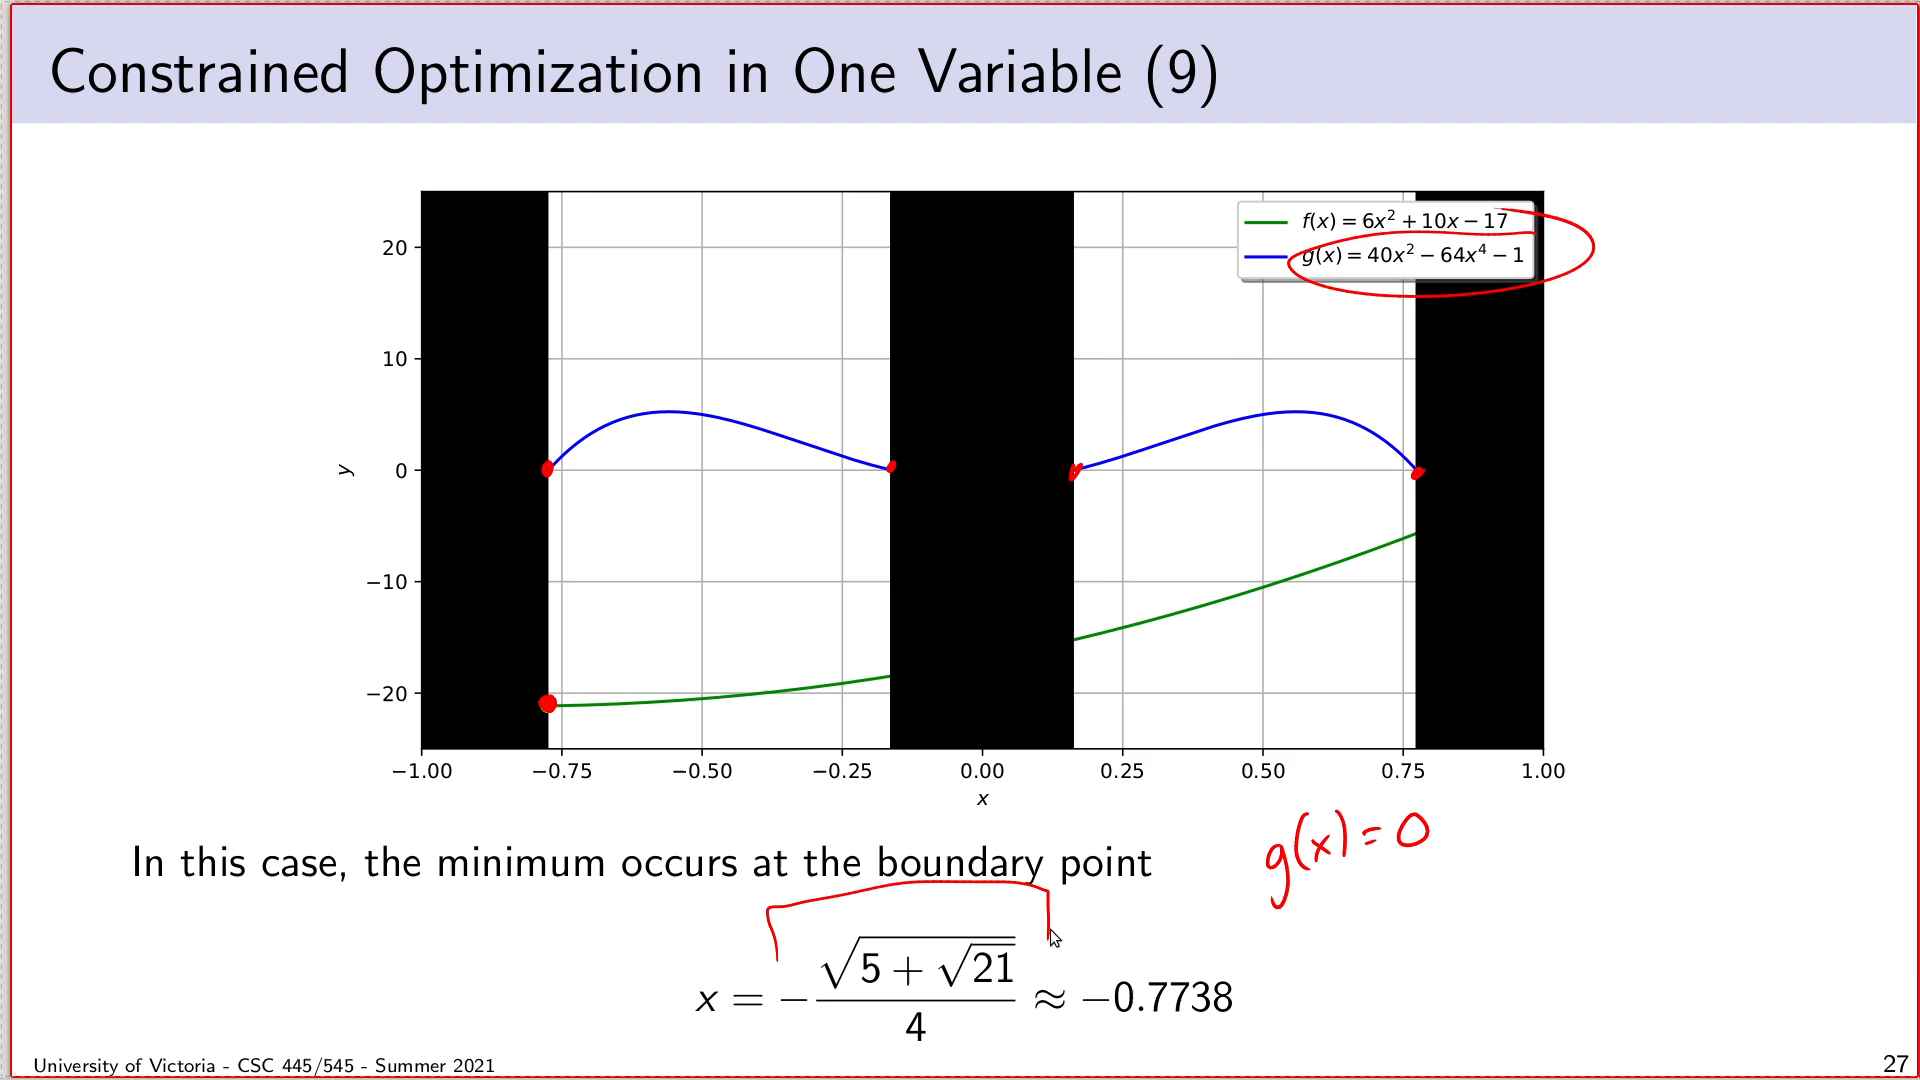 Constrained Optimization in One Variable (9)
f(x) = 6x² + 10x − 17
g(x) = 40x² − 64x⁴ − 1
20
10
0
−10
−20
y
−1.00 −0.75 −0.50 −0.25 0.00 0.25 0.50 0.75 1.00
x
g(x) = 0
In this case, the minimum occurs at the boundary point
x = −√(5 + √21)/4 ≈ −0.7738
University of Victoria - CSC 445/545 - Summer 2021
27